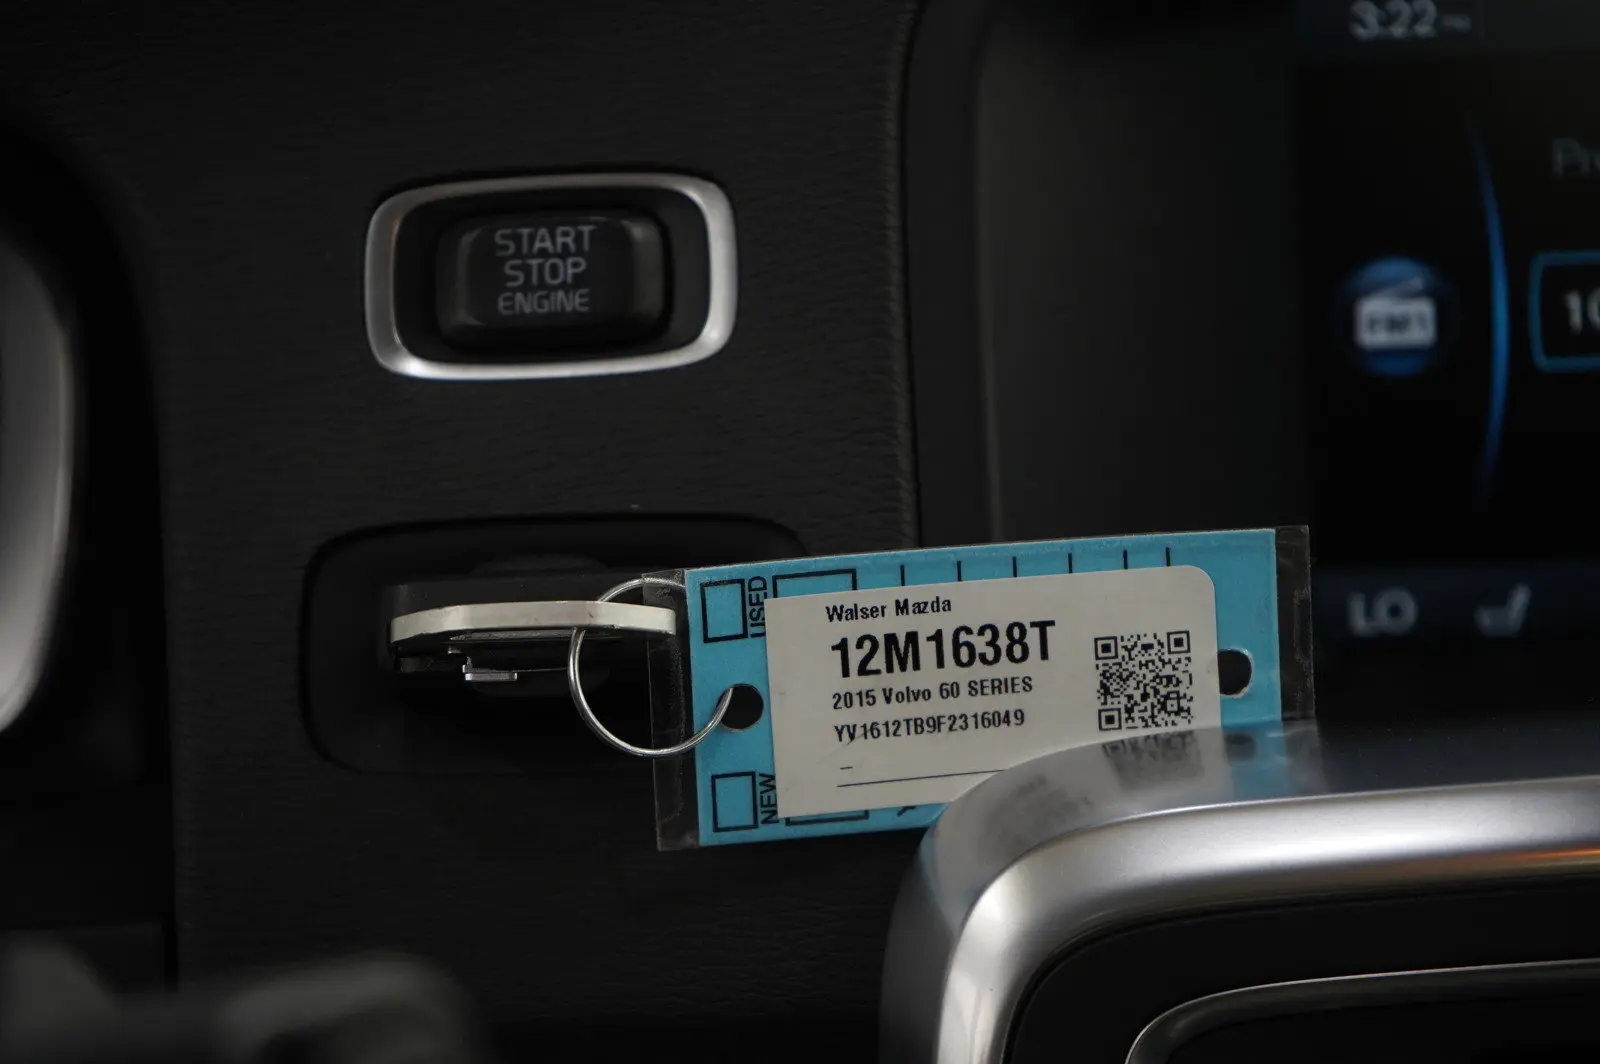 3:22
START
STOP
ENGINE
LO
USED
Walser Mazda
12M1638T
2015 Volvo 60 SERIES
YV1612TB9F2316049
NEW